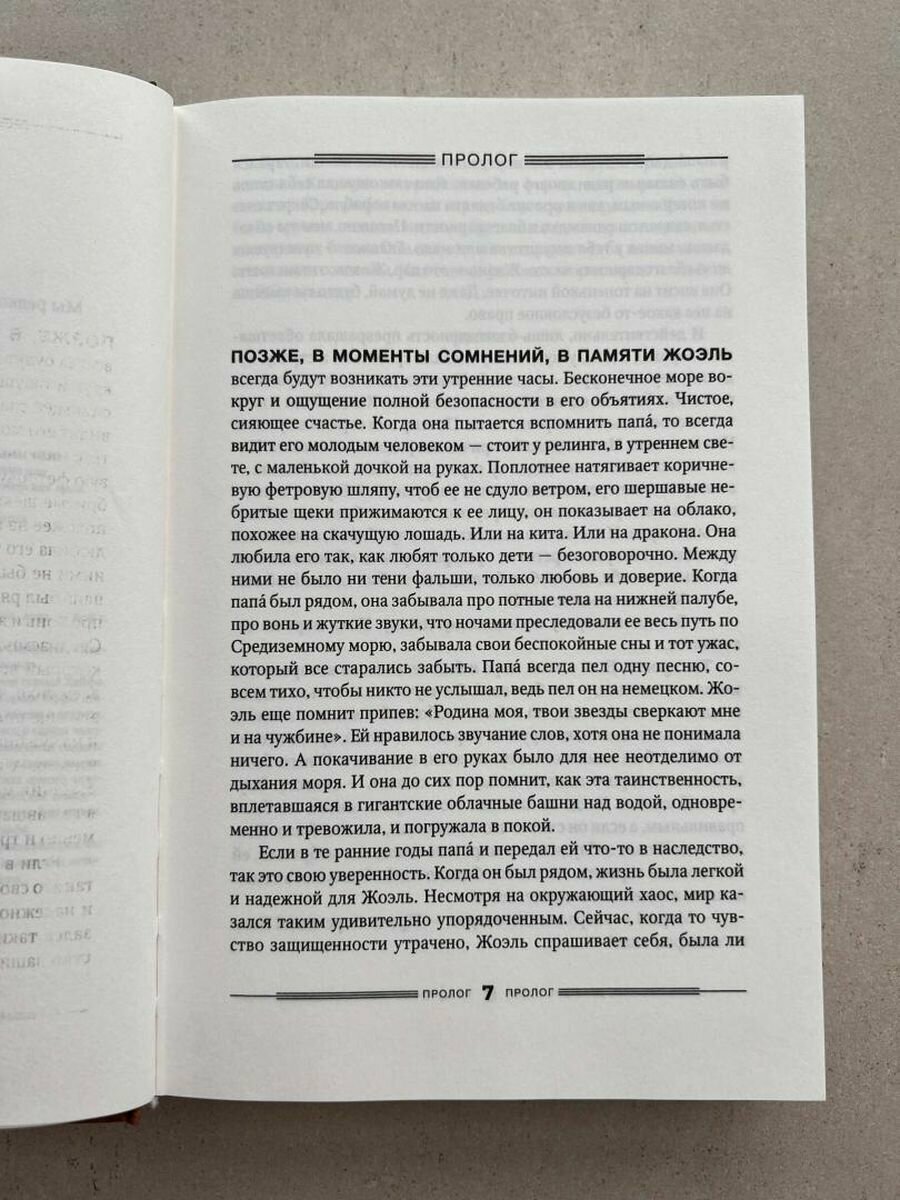 ПРОЛОГ
ПОЗЖЕ, В МОМЕНТЫ СОМНЕНИЙ, В ПАМЯТИ ЖОЭЛЬ
всегда будут возникать эти утренние часы. Бесконечное море во-
круг и ощущение полной безопасности в его объятиях. Чистое,
сияющее счастье. Когда она пытается вспомнить папа́, то всегда
видит его молодым человеком — стоит у релинга, в утреннем све-
те, с маленькой дочкой на руках. Поплотнее натягивает коричне-
вую фетровую шляпу, чтоб ее не сдуло ветром, его шершавые не-
бритые щеки прижимаются к ее лицу, он показывает на облако,
похожее на скачущую лошадь. Или на кита. Или на дракона. Она
любила его так, как любят только дети — безоговорочно. Между
ними не было ни тени фальши, только любовь и доверие. Когда
папа́ был рядом, она забывала про потные тела на нижней палубе,
про вонь и жуткие звуки, что ночами преследовали ее весь путь по
Средиземному морю, забывала свои беспокойные сны и тот ужас,
который все старались забыть. Папа́ всегда пел одну песню, со-
всем тихо, чтобы никто не услышал, ведь пел он на немецком. Жо-
эль еще помнит припев: «Родина моя, твои звезды сверкают мне
и на чужбине». Ей нравилось звучание слов, хотя она не понимала
ничего. А покачивание в его руках было для нее неотделимо от
дыхания моря. И она до сих пор помнит, как эта таинственность,
вплетавшаяся в гигантские облачные башни над водой, одновре-
менно и тревожила, и погружала в покой.
Если в те ранние годы папа́ и передал ей что-то в наследство,
так это свою уверенность. Когда он был рядом, жизнь была легкой
и надежной для Жоэль. Несмотря на окружающий хаос, мир ка-
зался таким удивительно упорядоченным. Сейчас, когда то чув-
ство защищенности утрачено, Жоэль спрашивает себя, была ли
ПРОЛОГ 7 ПРОЛОГ